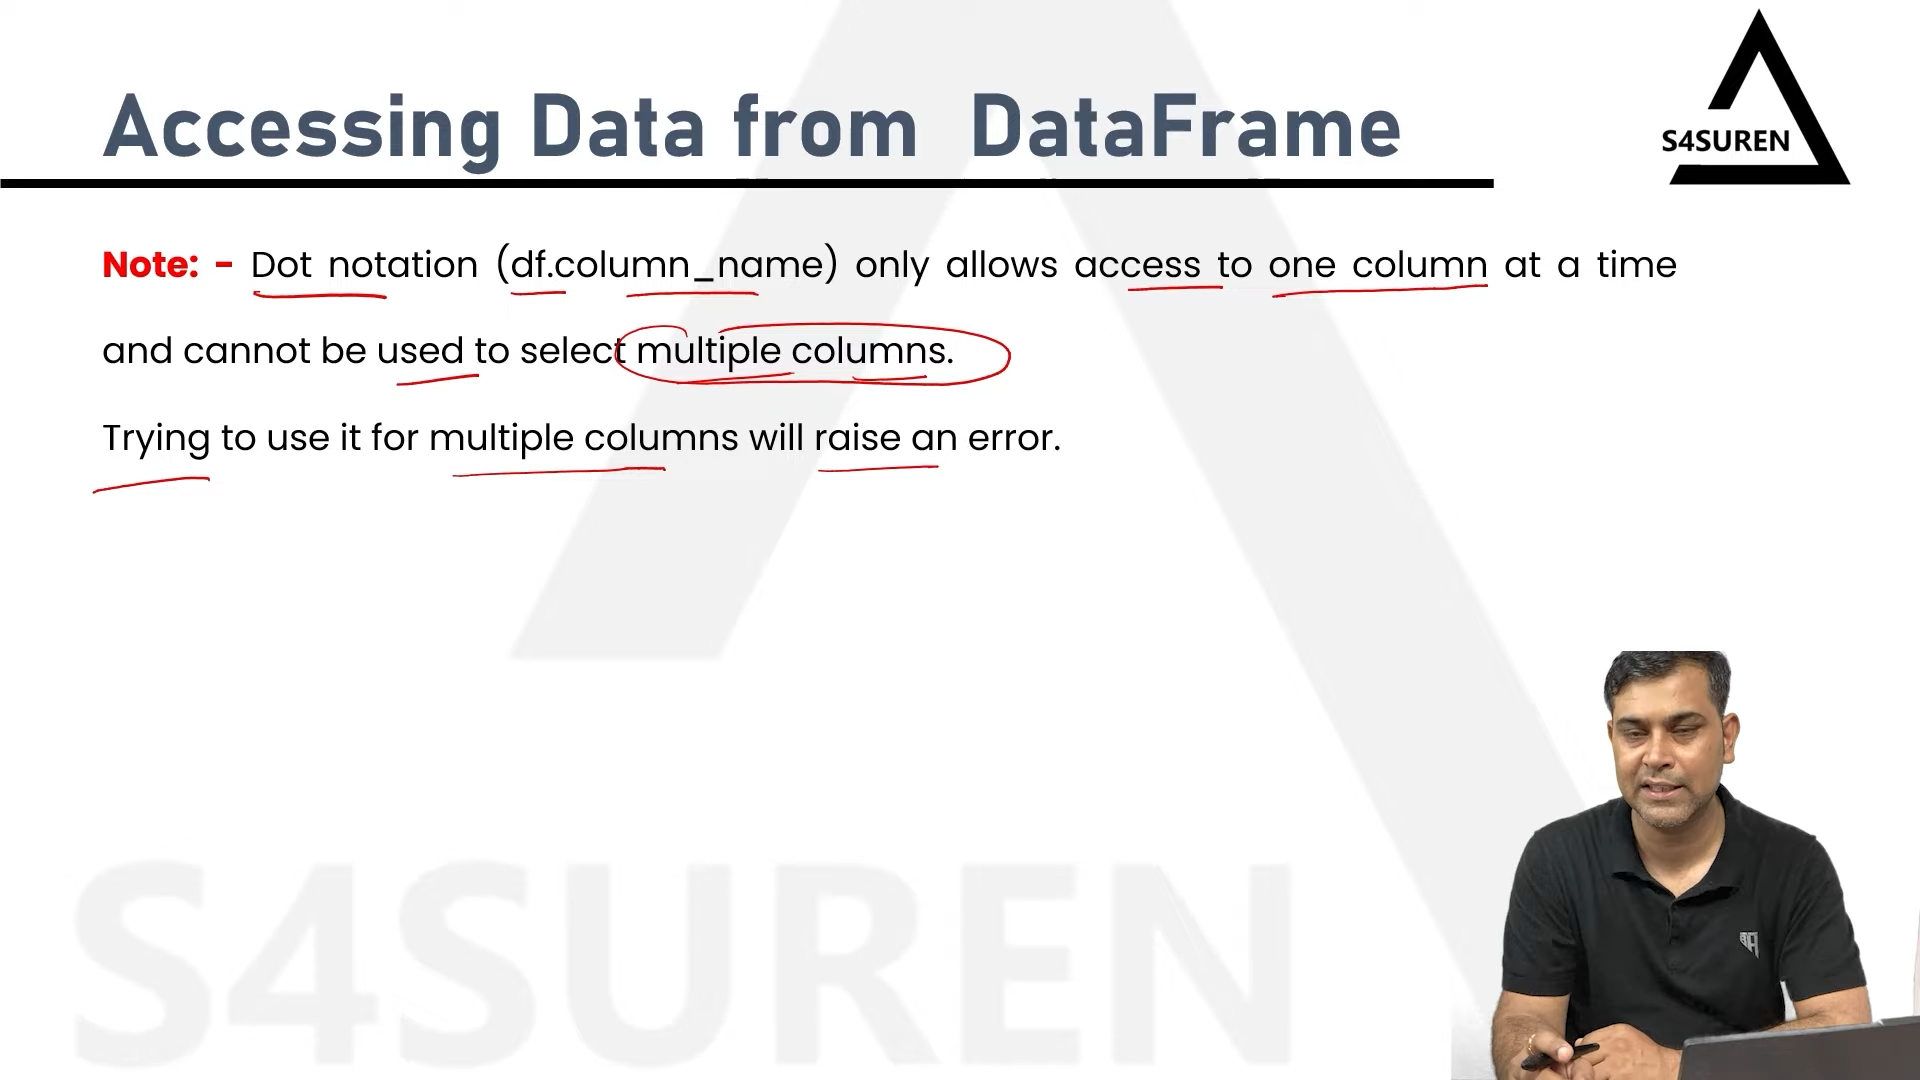 Accessing Data from DataFrame
S4SUREN
Note: - Dot notation (df.column_name) only allows access to one column at a time
and cannot be used to select multiple columns.
Trying to use it for multiple columns will raise an error.
S4SUREN